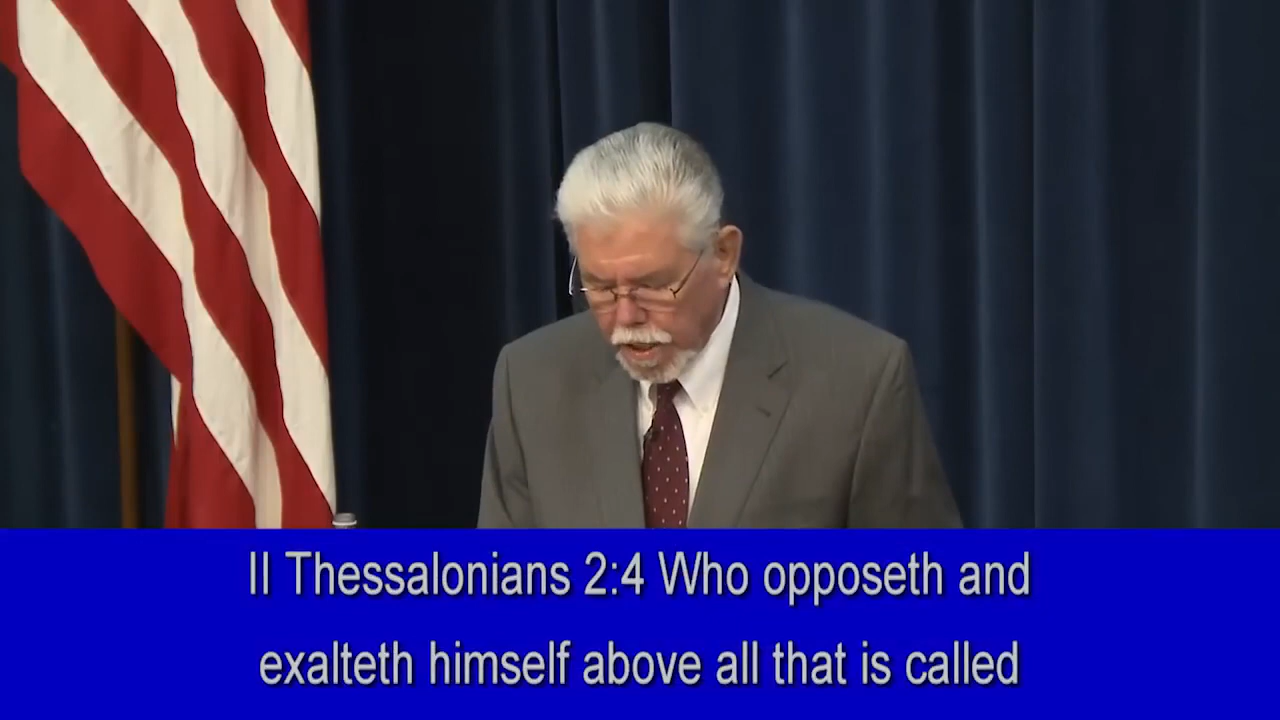 II Thessalonians 2:4 Who opposeth and
exalteth himself above all that is called